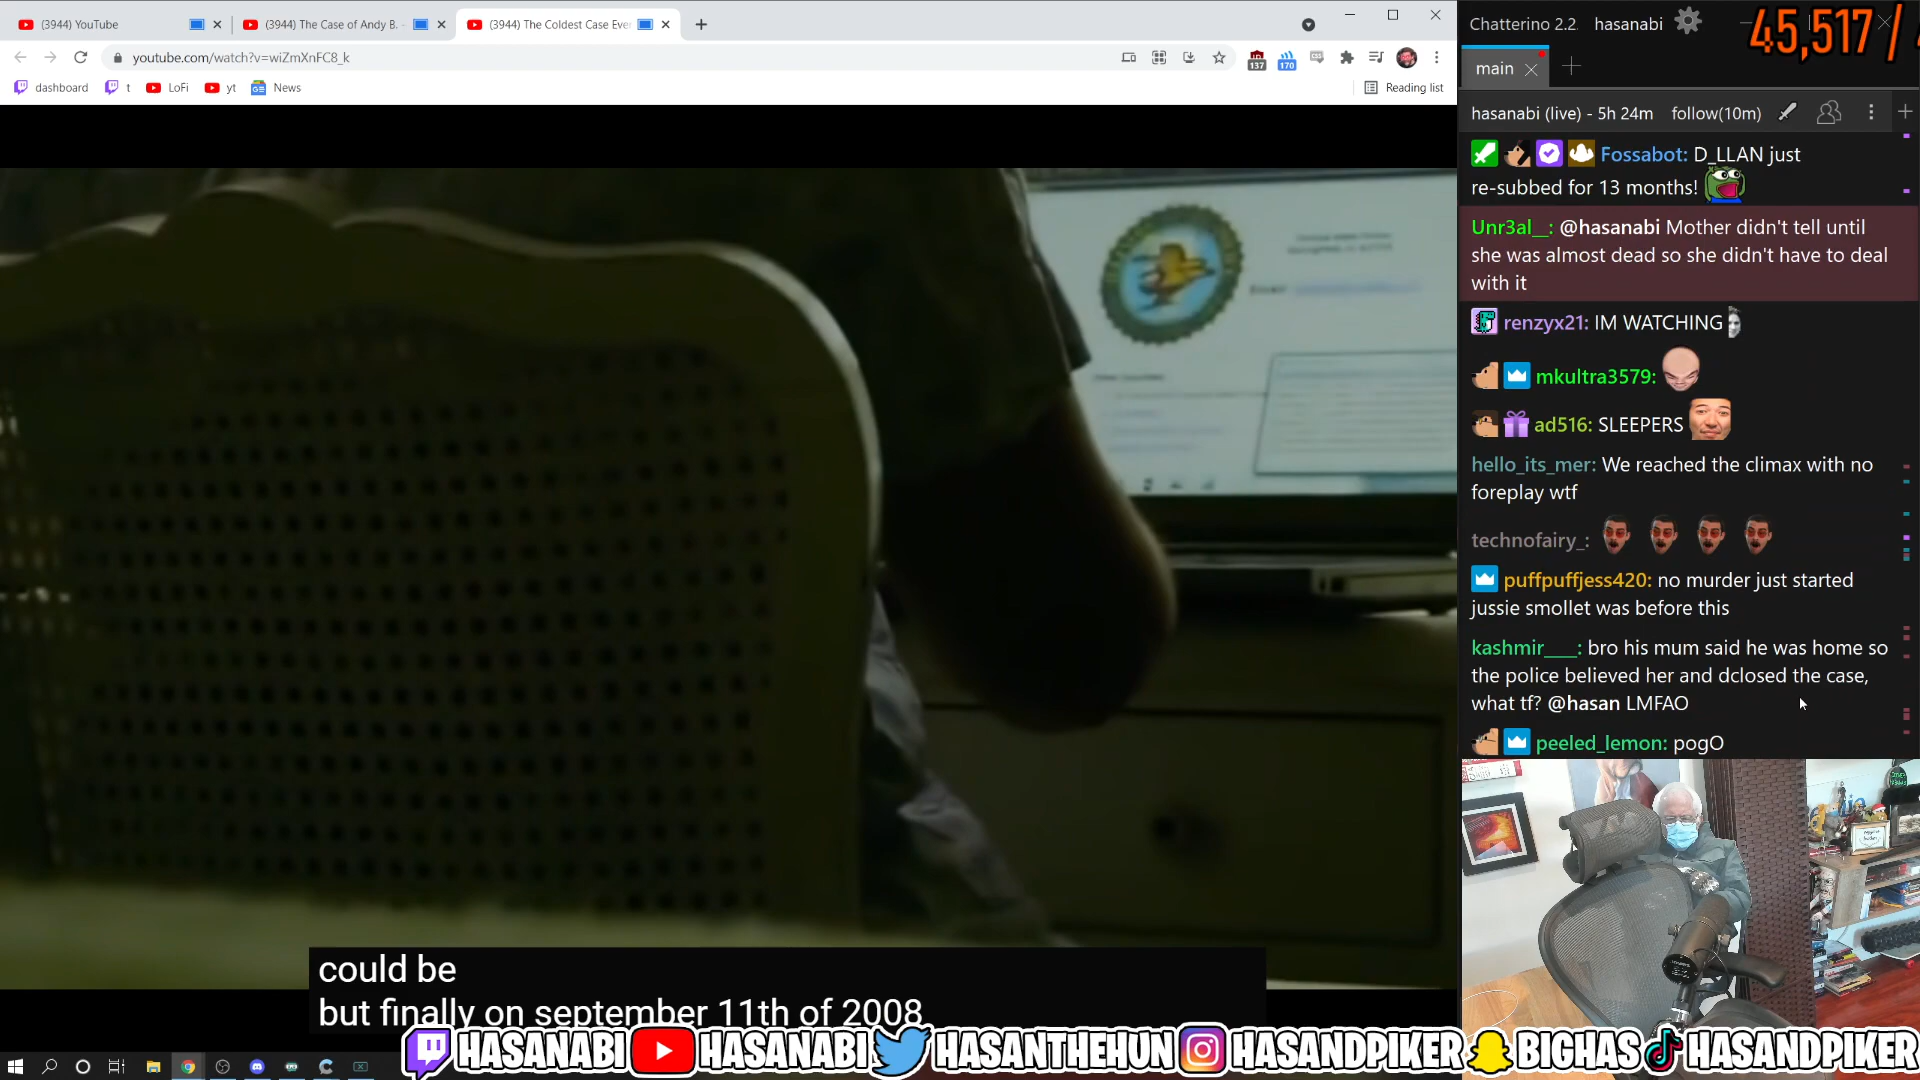 (3944) YouTube
(3944) The Case of Andy B.
(3944) The Coldest Case Ever
youtube.com/watch?v=wiZmXnFC8_k
137
170
dashboard
t
LoFi
yt
News
Reading list
could be
but finally on september 11th of 2008
Chatterino 2.2.
hasanabi
45,517 /
main
hasanabi (live) - 5h 24m
follow(10m)
Fossabot: D_LLAN just
re-subbed for 13 months!
Unr3al__: @hasanabi Mother didn't tell until
she was almost dead so she didn't have to deal
with it
renzyx21: IM WATCHING
mkultra3579:
ad516: SLEEPERS
hello_its_mer: We reached the climax with no
foreplay wtf
technofairy_:
puffpuffjess420: no murder just started
jussie smollet was before this
kashmir___: bro his mum said he was home so
the police believed her and dclosed the case,
what tf? @hasan LMFAO
peeled_lemon: pogO
HASANABI
HASANABI
HASANTHEHUN
HASANDPIKER
BIGHAS
HASANDPIKER